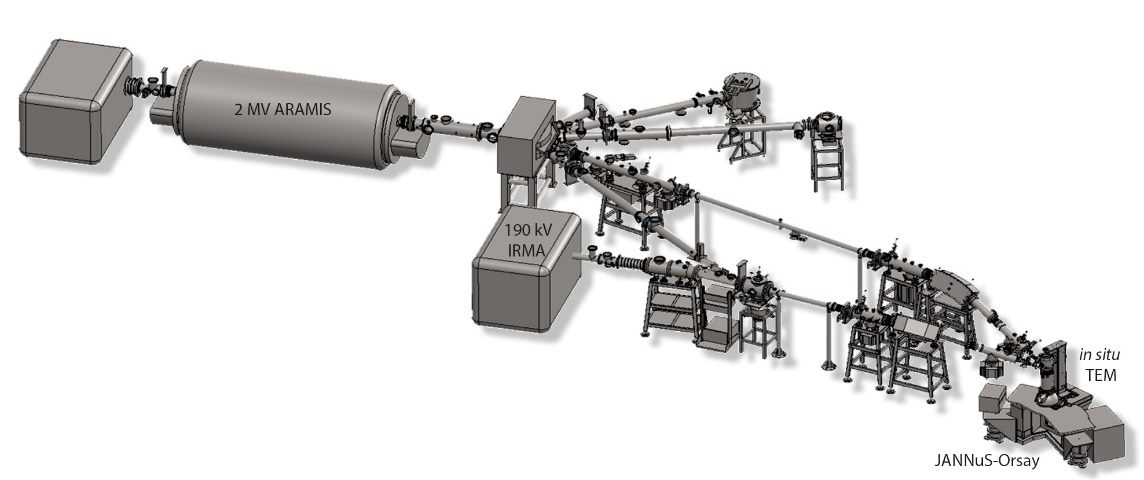 2 MV ARAMIS
190 kV
IRMA
in situ
TEM
JANNuS-Orsay